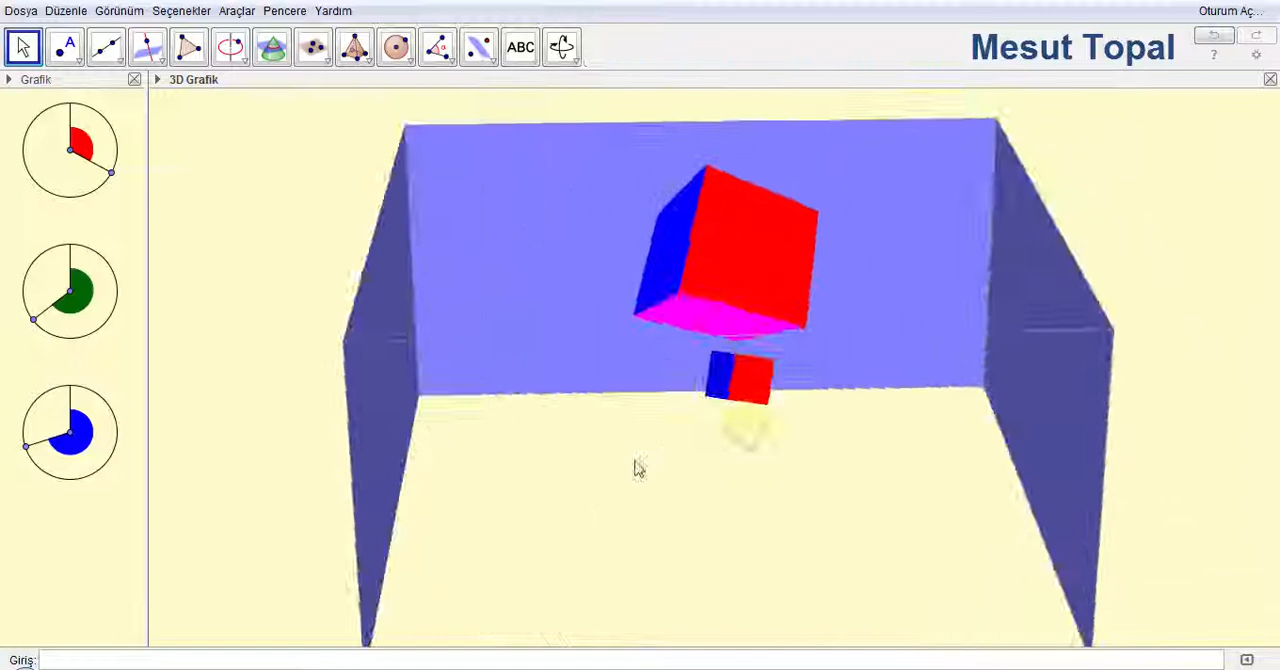 Dosya Düzenle Görünüm Seçenekler Araçlar Pencere Yardım Oturum Aç...
A ABC Mesut Topal ?
Grafik 3D Grafik
Giriş: